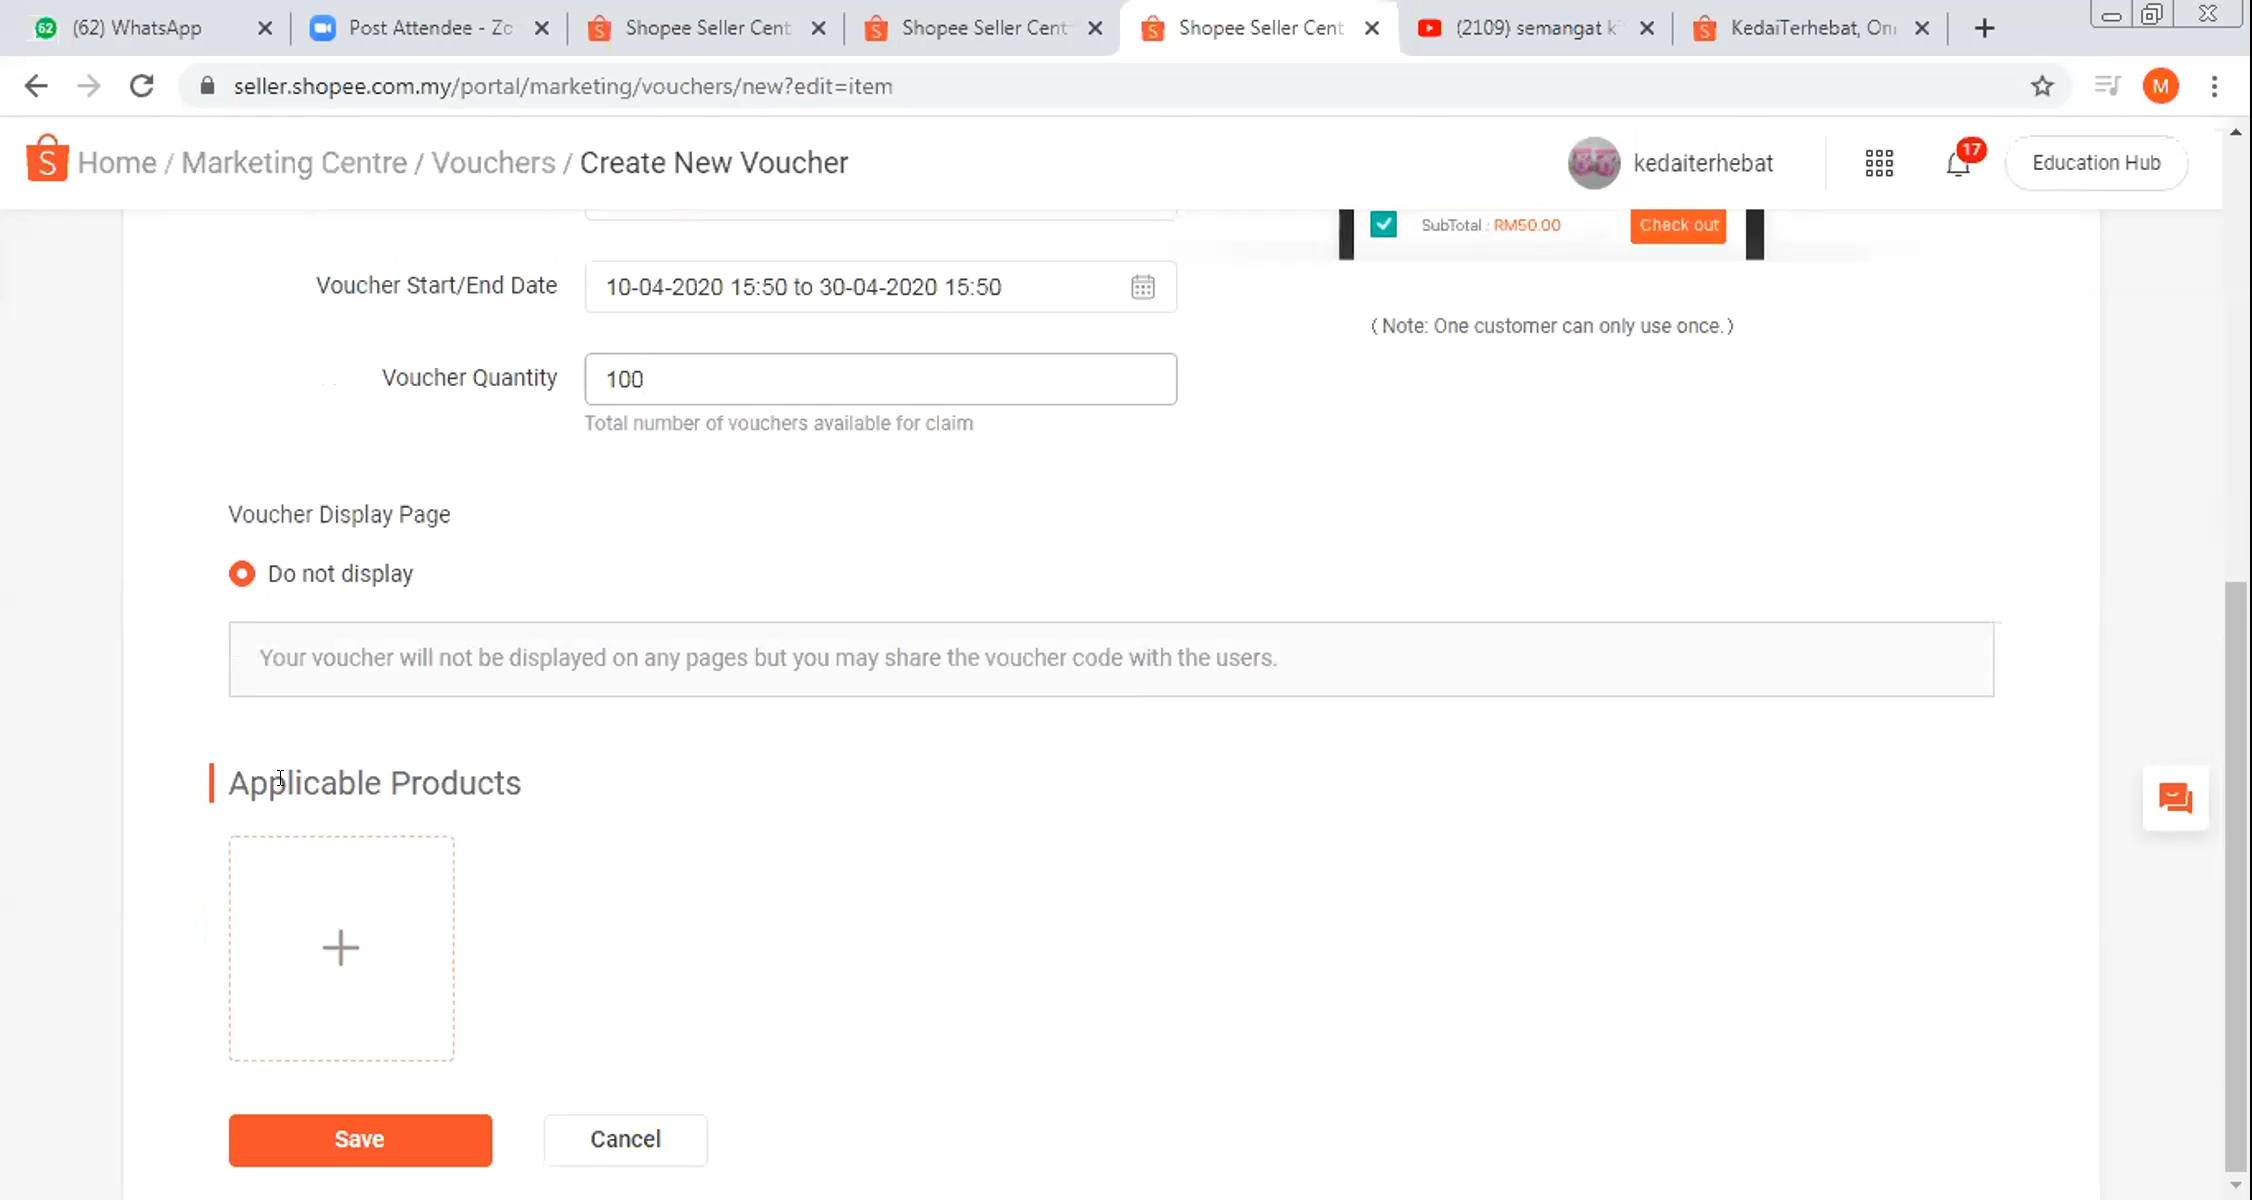 62 (62) WhatsApp
Post Attendee - Zo
Shopee Seller Cent
Shopee Seller Cent
Shopee Seller Cent
(2109) semangat k
KedaiTerhebat, Onl
seller.shopee.com.my/portal/marketing/vouchers/new?edit=item
M
S Home / Marketing Centre / Vouchers / Create New Voucher
kedaiterhebat
17
Education Hub
SubTotal : RM50.00
Check out
Voucher Start/End Date
10-04-2020 15:50 to 30-04-2020 15:50
(Note: One customer can only use once.)
Voucher Quantity
100
Total number of vouchers available for claim
Voucher Display Page
Do not display
Your voucher will not be displayed on any pages but you may share the voucher code with the users.
Applicable Products
Save
Cancel